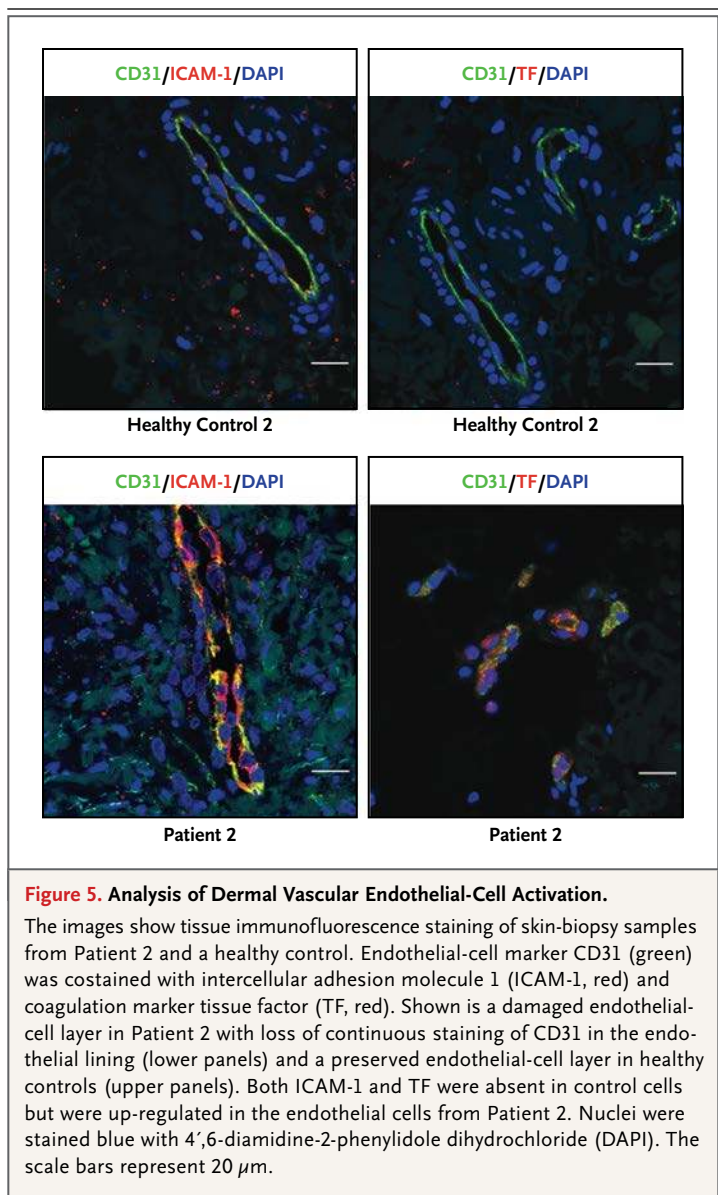 CD31/ICAM-1/DAPI
CD31/TF/DAPI
Healthy Control 2
Healthy Control 2
CD31/ICAM-1/DAPI
CD31/TF/DAPI
Patient 2
Patient 2
Figure 5. Analysis of Dermal Vascular Endothelial-Cell Activation.
The images show tissue immunofluorescence staining of skin-biopsy samples
from Patient 2 and a healthy control. Endothelial-cell marker CD31 (green)
was costained with intercellular adhesion molecule 1 (ICAM-1, red) and
coagulation marker tissue factor (TF, red). Shown is a damaged endothelial-
cell layer in Patient 2 with loss of continuous staining of CD31 in the endo-
thelial lining (lower panels) and a preserved endothelial-cell layer in healthy
controls (upper panels). Both ICAM-1 and TF were absent in control cells
but were up-regulated in the endothelial cells from Patient 2. Nuclei were
stained blue with 4′,6-diamidine-2-phenylidole dihydrochloride (DAPI). The
scale bars represent 20 μm.